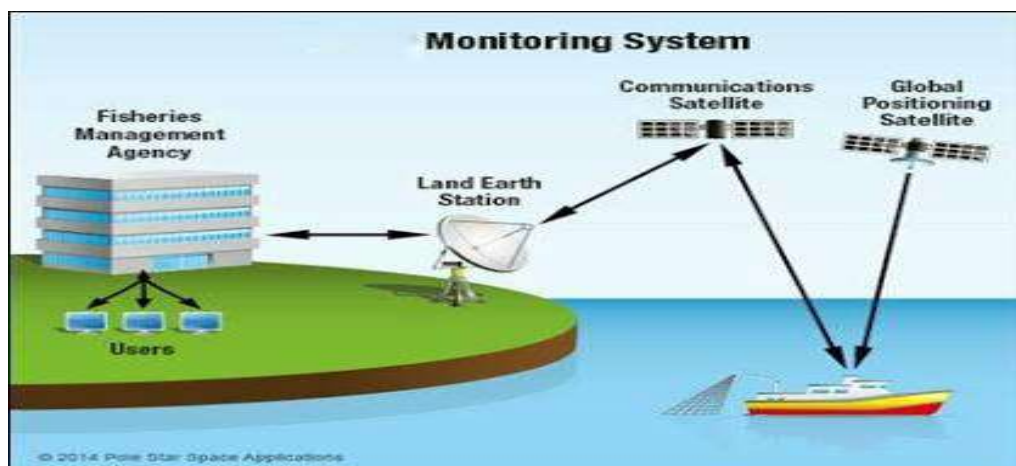 Monitoring System
Communications
Satellite
Global
Positioning
Satellite
Fisheries
Management
Agency
Land Earth
Station
Users
© 2014 Pole Star Space Applications